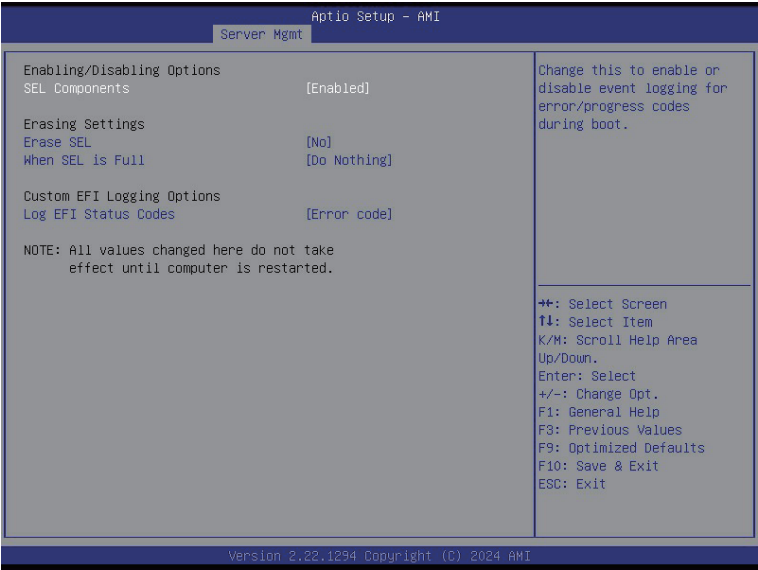 Aptio Setup – AMI
Server Mgmt
Enabling/Disabling Options
SEL Components [Enabled]
Erasing Settings
Erase SEL [No]
When SEL is Full [Do Nothing]
Custom EFI Logging Options
Log EFI Status Codes [Error code]
NOTE: All values changed here do not take
effect until computer is restarted.
Change this to enable or
disable event logging for
error/progress codes
during boot.
→←: Select Screen
↑↓: Select Item
K/M: Scroll Help Area
Up/Down.
Enter: Select
+/-: Change Opt.
F1: General Help
F3: Previous Values
F9: Optimized Defaults
F10: Save & Exit
ESC: Exit
Version 2.22.1294 Copyright (C) 2024 AMI